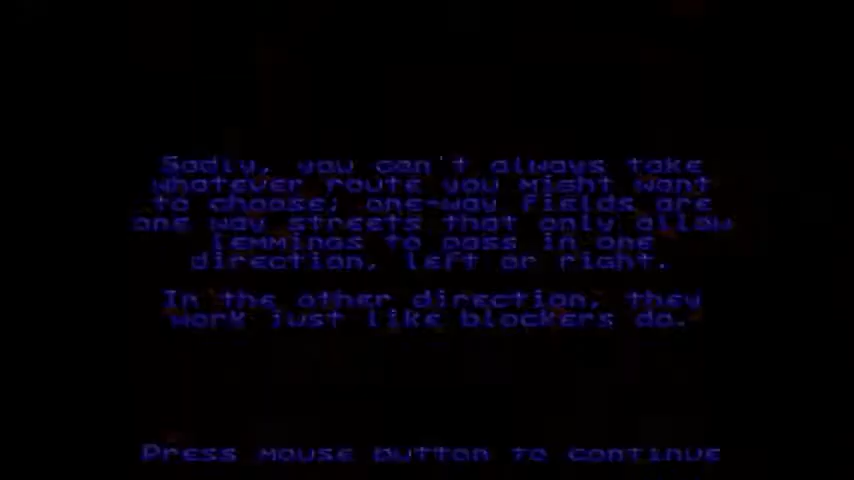 Sadly, you can't always take
whatever route you might want
to choose; one-way fields are
one way streets that only allow
lemmings to pass in one
direction, left or right.
In the other direction, they
work just like blockers do.
Press mouse button to continue